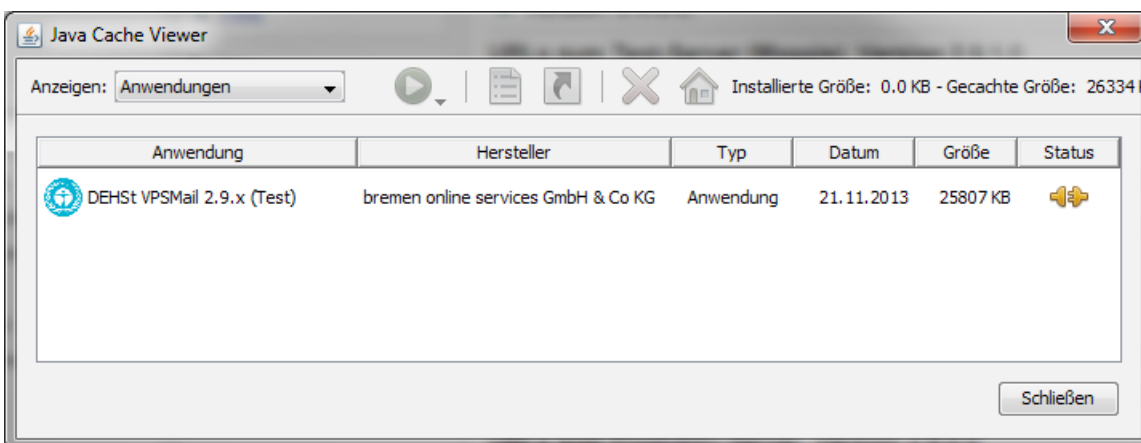 Java Cache Viewer
Anzeigen: Anwendungen Installierte Größe: 0.0 KB - Gecachte Größe: 26334
Anwendung Hersteller Typ Datum Größe Status
DEHSt VPSMail 2.9.x (Test) bremen online services GmbH & Co KG Anwendung 21.11.2013 25807 KB
Schließen